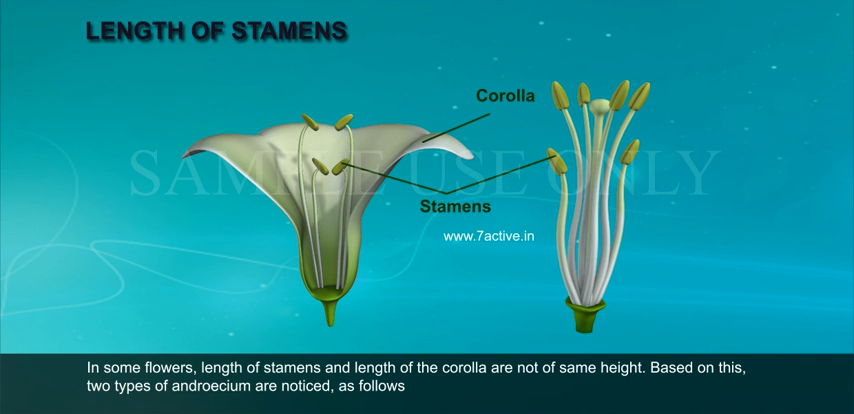 LENGTH OF STAMENS
Corolla
SAMPLE USE ONLY
Stamens
www.7active.in
In some flowers, length of stamens and length of the corolla are not of same height. Based on this,
two types of androecium are noticed, as follows